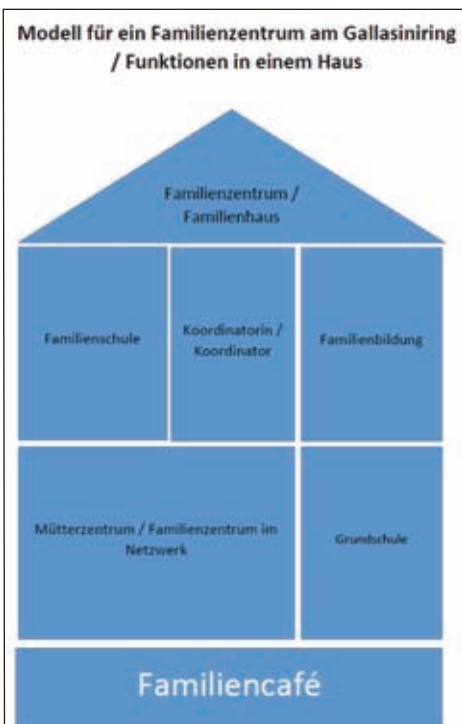 Modell für ein Familienzentrum am Gallasiniring
/ Funktionen in einem Haus
Familienzentrum /
Familienhaus
Familienschule
Koordinatorin /
Koordinator
Familienbildung
Mütterzentrum / Familienzentrum im
Netzwerk
Grundschule
Familiencafé